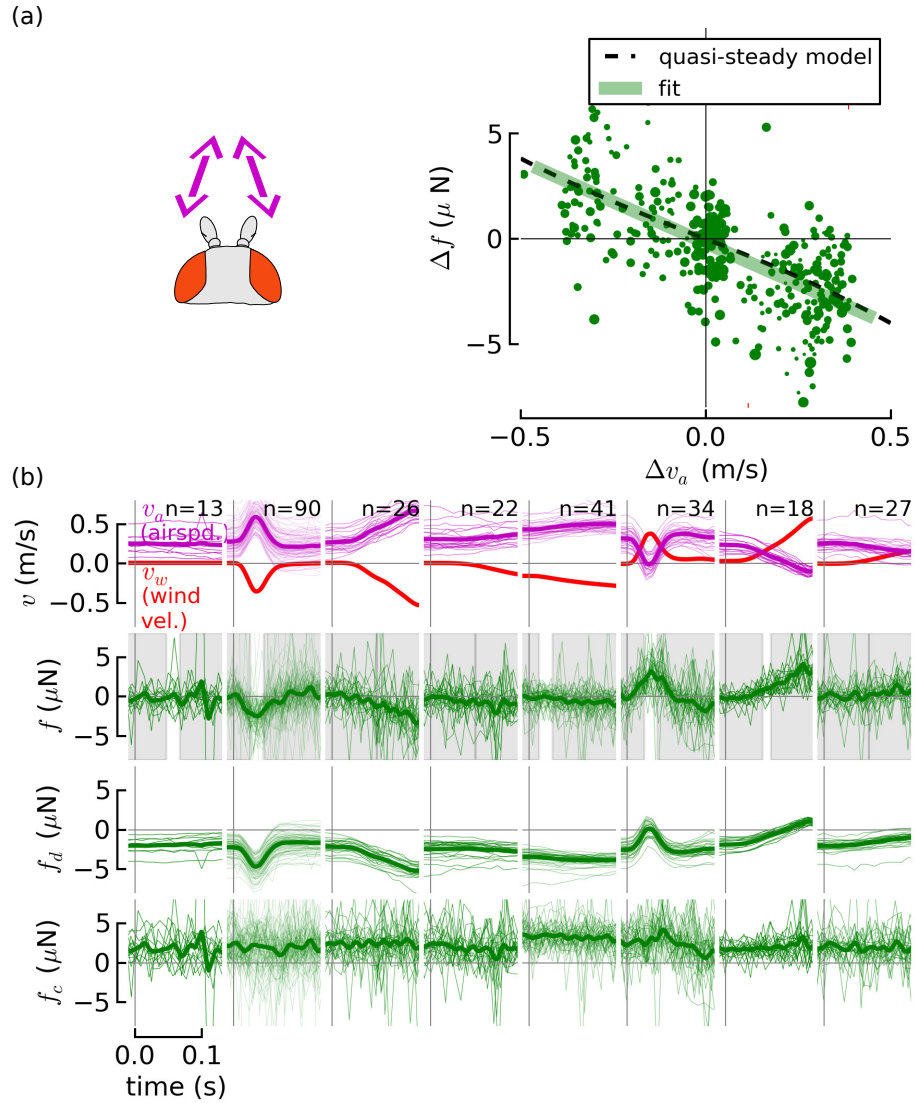 (a)
quasi-steady model
fit
Δf (μ N)
5
0
−5
−0.5 0.0 0.5
Δvₐ (m/s)
(b)
v (m/s)
0.5
0.0
−0.5
vₐ
(airspd.)
v_w
(wind
vel.)
n=13 n=90 n=26 n=22 n=41 n=34 n=18 n=27
f (μN)
5
0
−5
f_d (μN)
5
0
−5
f_c (μN)
5
0
−5
0.0 0.1
time (s)